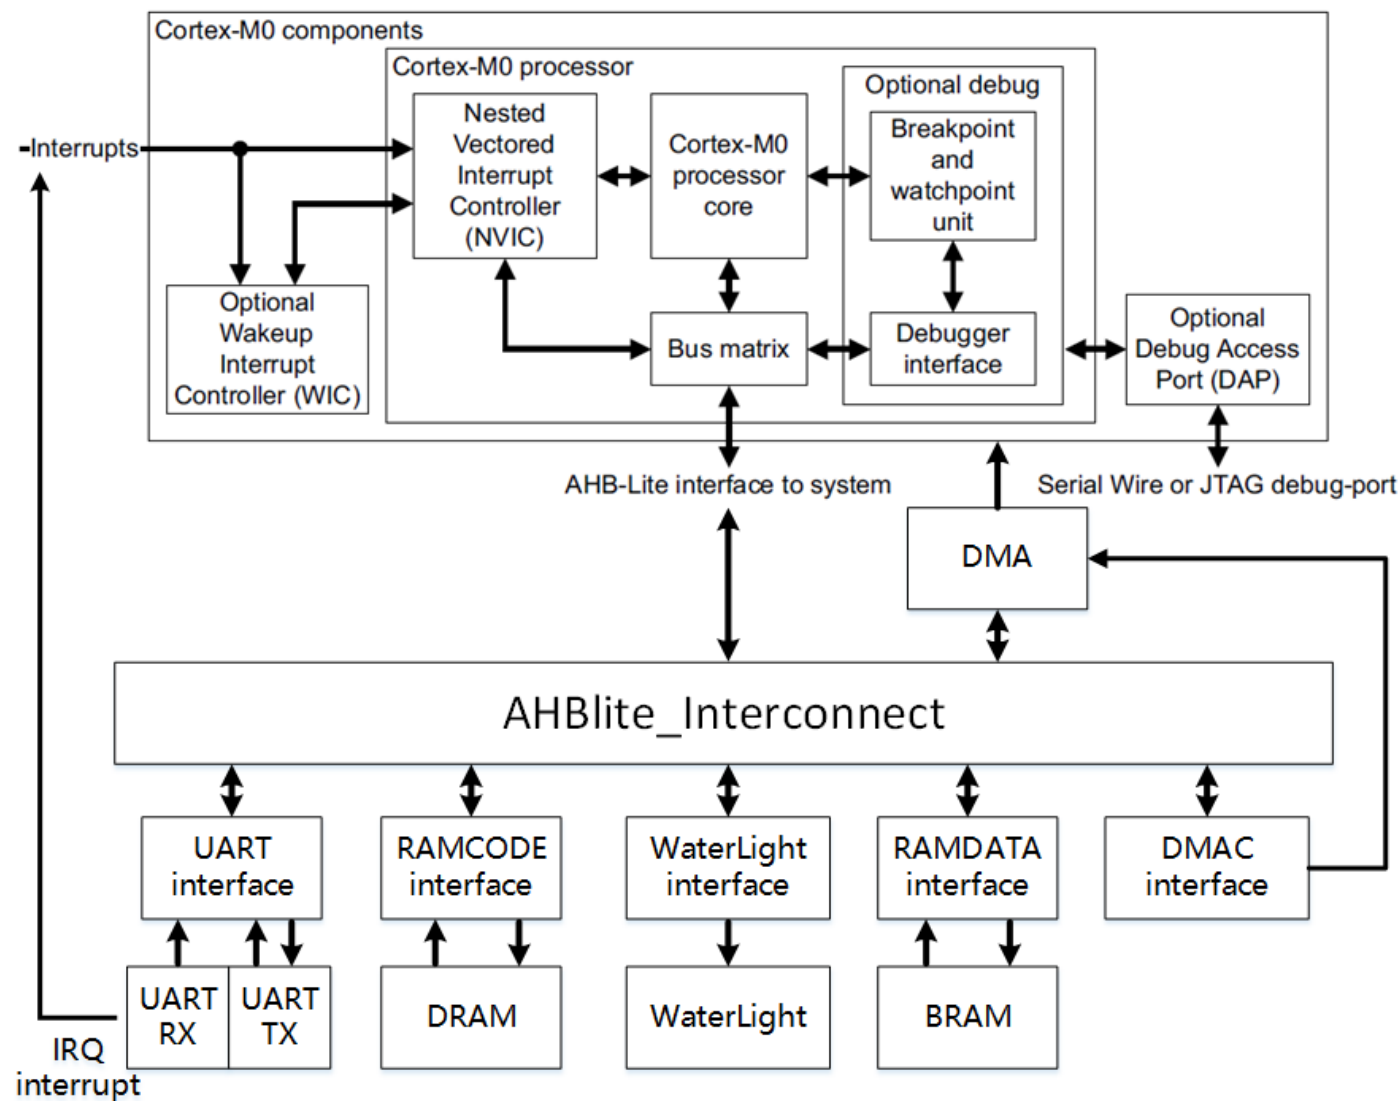 Cortex-M0 components
Cortex-M0 processor
Optional debug
Nested
Vectored
Interrupt
Controller
(NVIC)
Cortex-M0
processor
core
Breakpoint
and
watchpoint
unit
Interrupts
Optional
Wakeup
Interrupt
Controller (WIC)
Bus matrix
Debugger
interface
Optional
Debug Access
Port (DAP)
AHB-Lite interface to system
Serial Wire or JTAG debug-port
DMA
AHBlite_Interconnect
UART
interface
RAMCODE
interface
WaterLight
interface
RAMDATA
interface
DMAC
interface
UART
RX
UART
TX
DRAM
WaterLight
BRAM
IRQ
interrupt